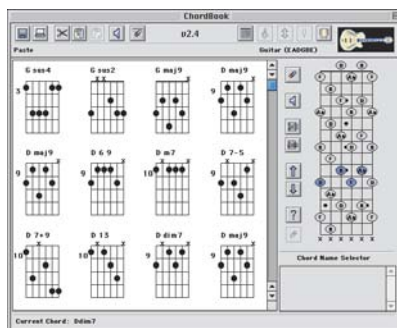 ChordBook
v2.4
Paste
Guitar (EADGBE)
G sus4 G sus2 G maj9 D maj9
3
9
D maj9 D 6 9 D m7 D 7-5
9
9
10
9
D 7+9 D 13 D dim7 D maj9
10
10
9
9
x x x x x x
Chord Name Selector
Current Chord: Ddim7